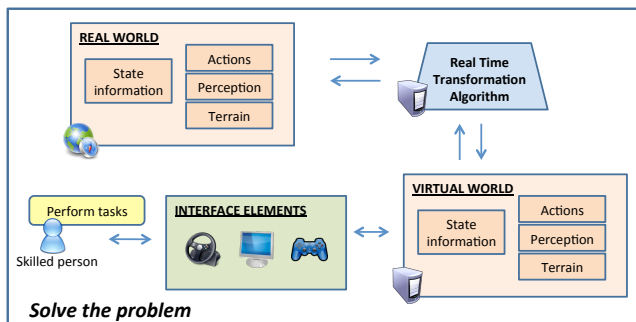 REAL WORLD
State
information
Actions
Perception
Terrain
Real Time
Transformation
Algorithm
Perform tasks
Skilled person
INTERFACE ELEMENTS
VIRTUAL WORLD
State
information
Actions
Perception
Terrain
Solve the problem